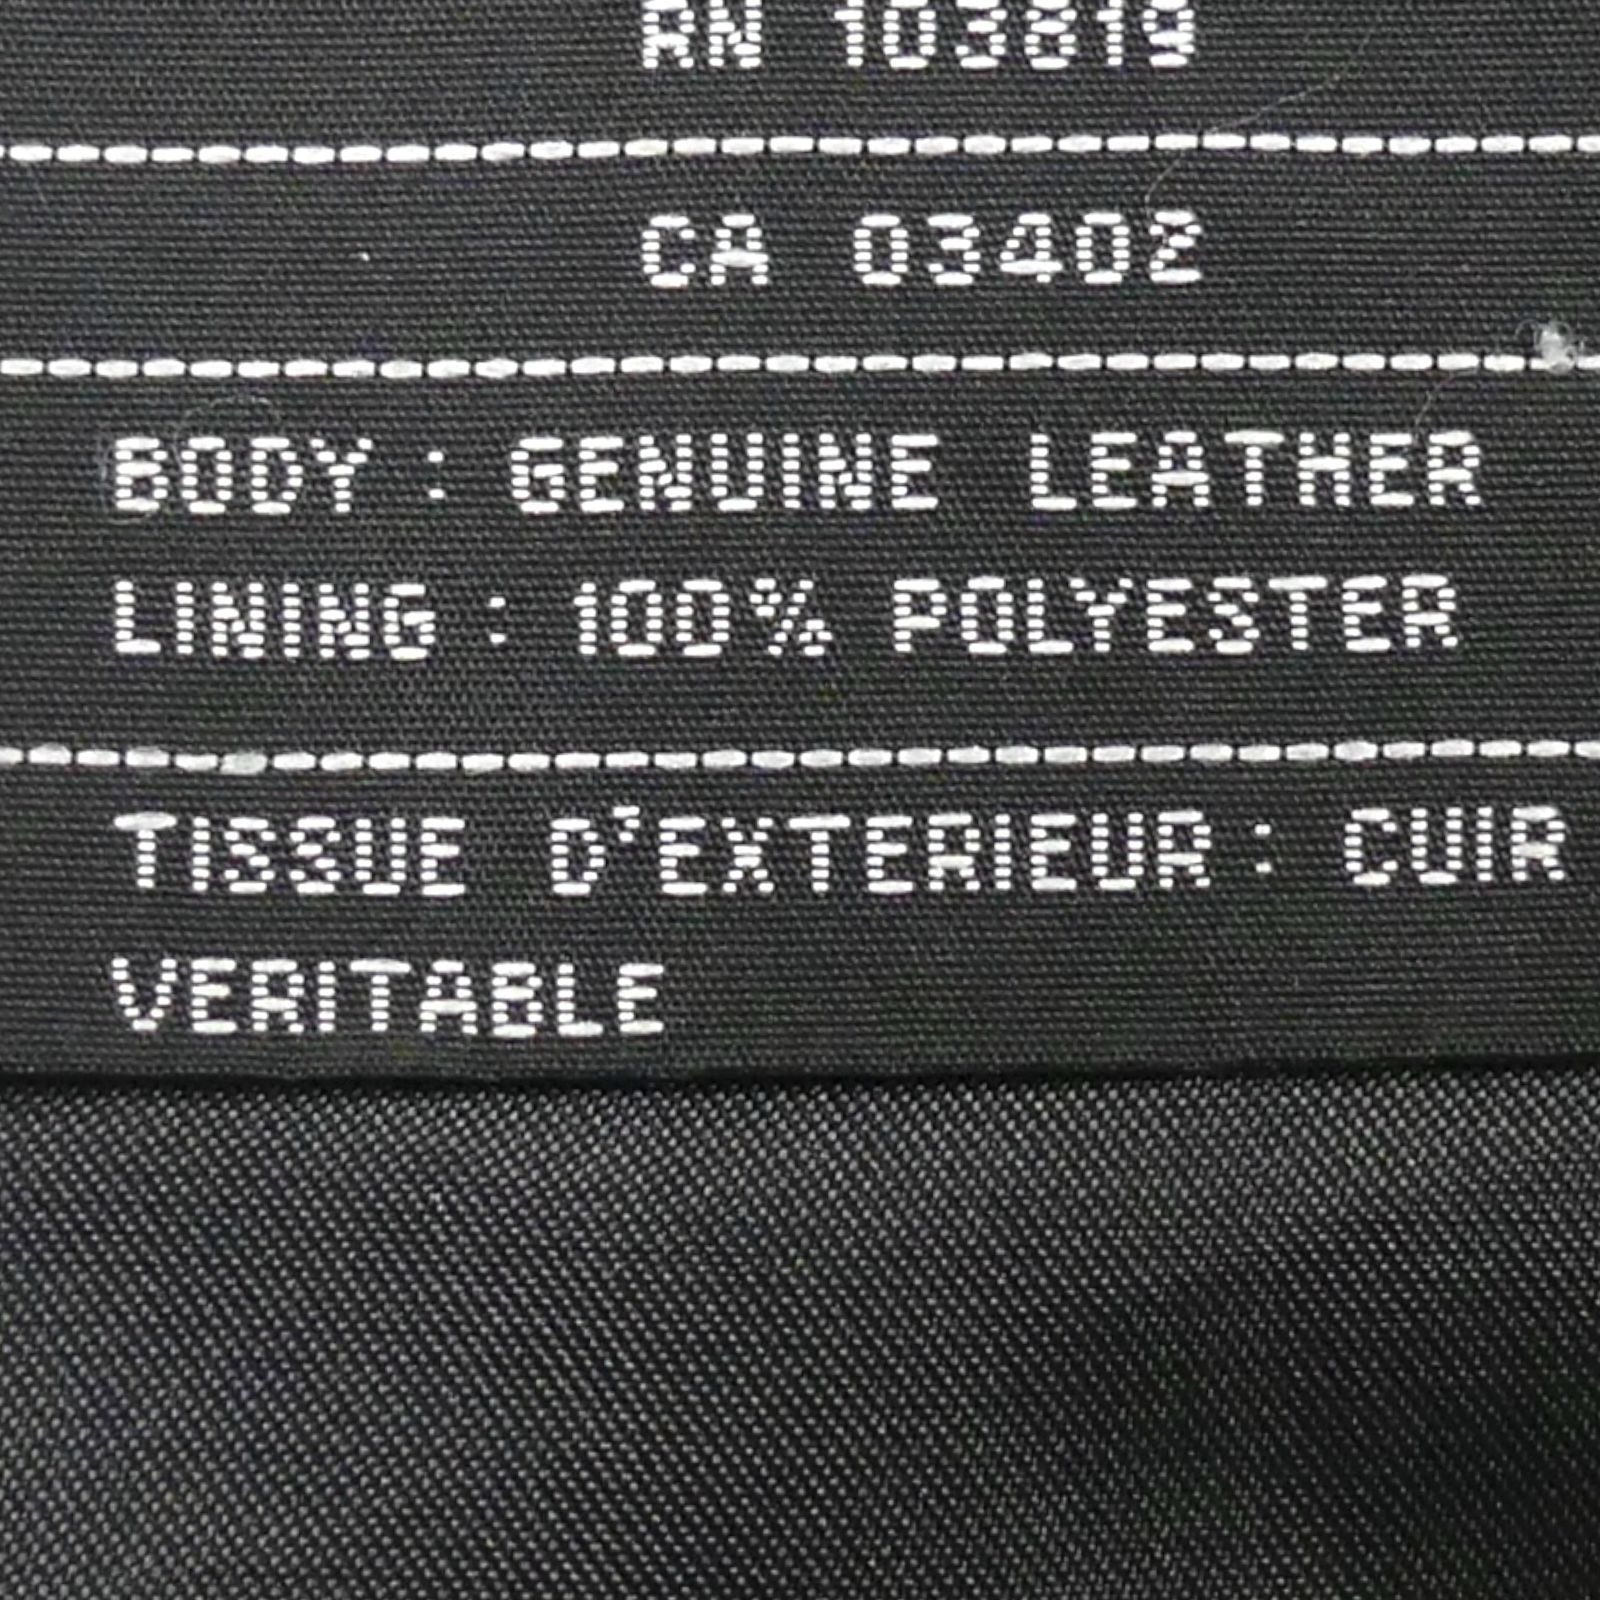 RN 103819
CA 03402
BODY : GENUINE LEATHER
LINING : 100% POLYESTER
TISSUE D'EXTERIEUR : CUIR
VERITABLE